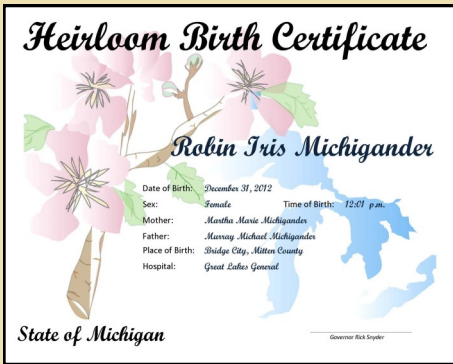 Heirloom Birth Certificate
Robin Iris Michigander
Date of Birth: December 31, 2012
Sex: Female Time of Birth: 12:01 p.m.
Mother: Martha Marie Michigander
Father: Murray Michael Michigander
Place of Birth: Bridge City, Mitten County
Hospital: Great Lakes General
State of Michigan
Governor Rick Snyder